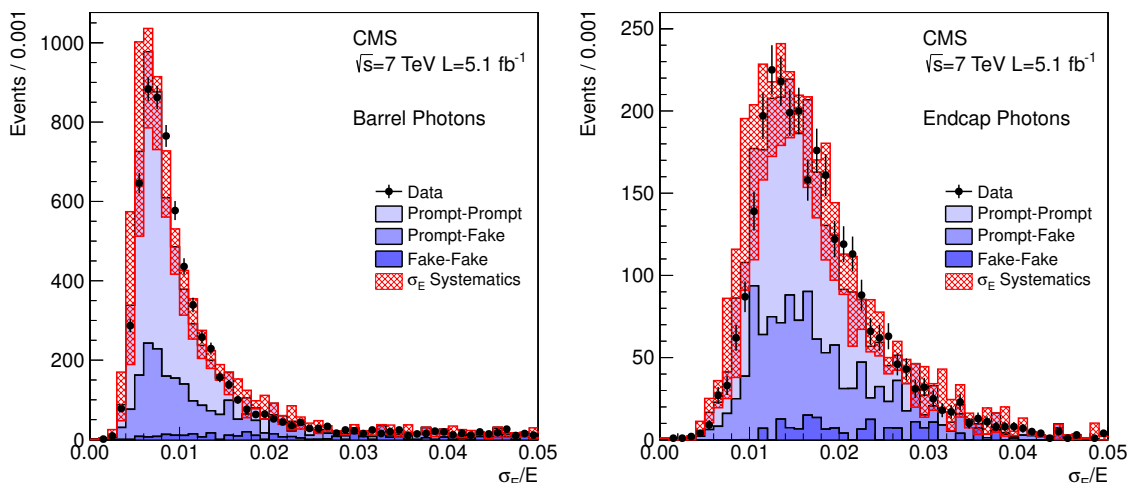 Events / 0.001
1000
800
600
400
200
0
CMS
√s=7 TeV L=5.1 fb-1
Barrel Photons
Data
Prompt-Prompt
Prompt-Fake
Fake-Fake
σE Systematics
0.00 0.01 0.02 0.03 0.04 0.05
σE/E
Events / 0.001
250
200
150
100
50
0
CMS
√s=7 TeV L=5.1 fb-1
Endcap Photons
Data
Prompt-Prompt
Prompt-Fake
Fake-Fake
σE Systematics
0.00 0.01 0.02 0.03 0.04 0.05
σE/E